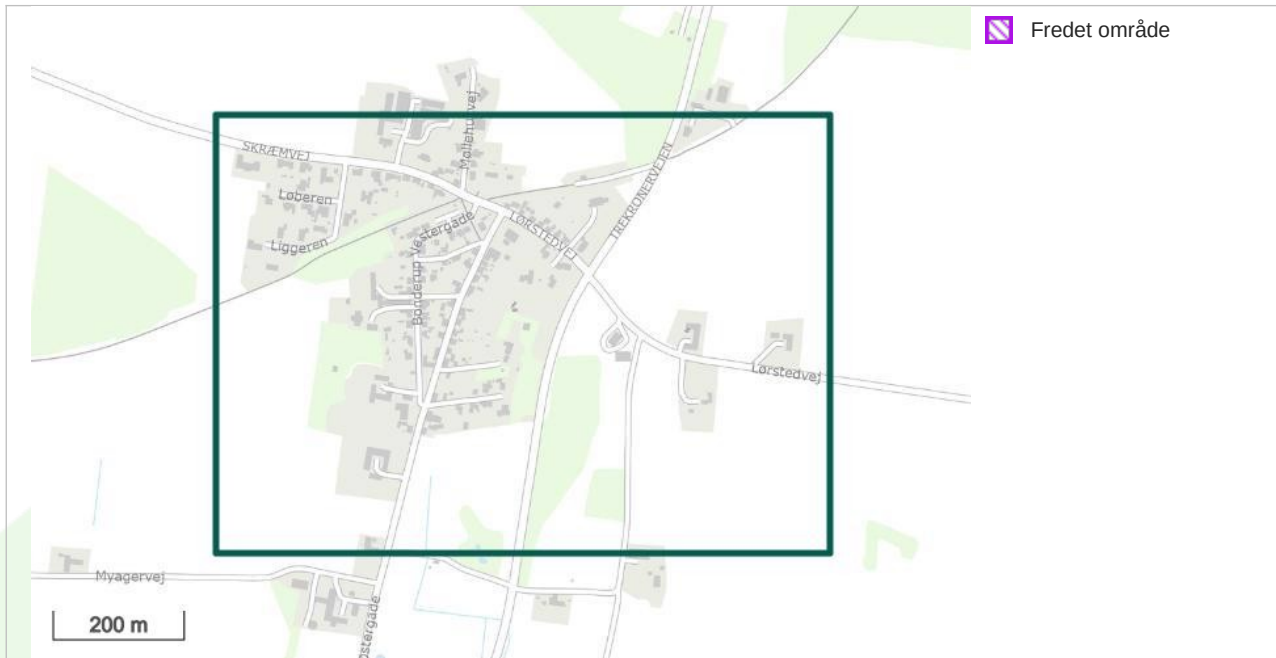 Fredet område
Møllehusvej
SKRÆMVEJ
Løberen
Bonderup Vestergade
LØRSTEDVEJ
TREKRONERVEJEN
Liggeren
Lørstedvej
Myagervej
200 m